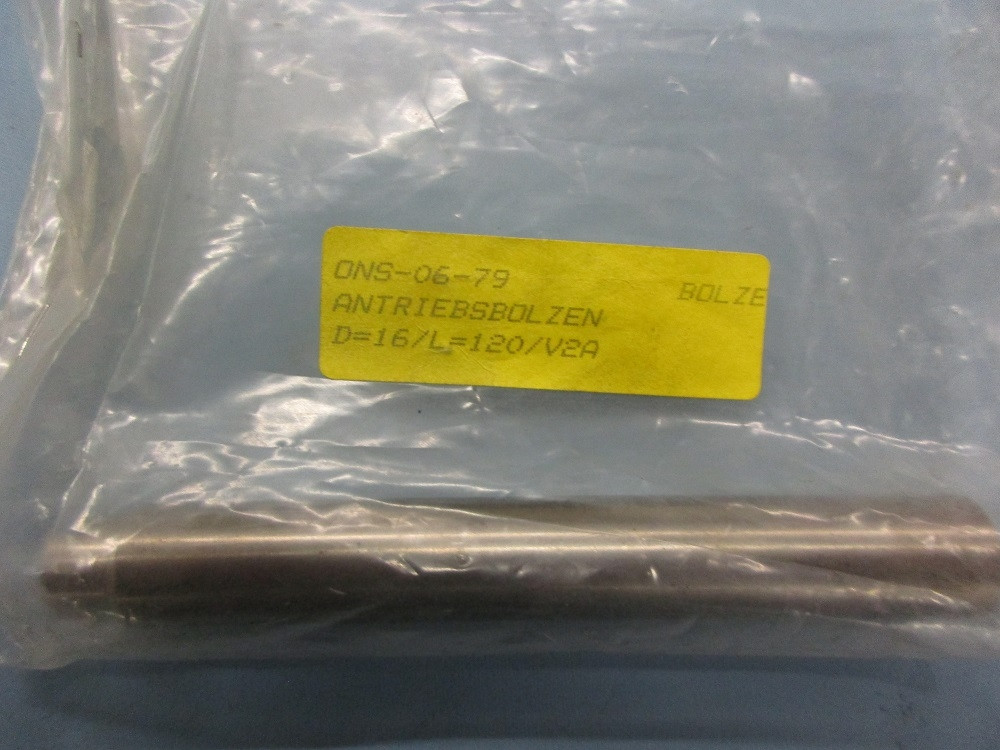 ONS-06-79
BOLZE
ANTRIEBSBOLZEN
D=16/L=120/V2A